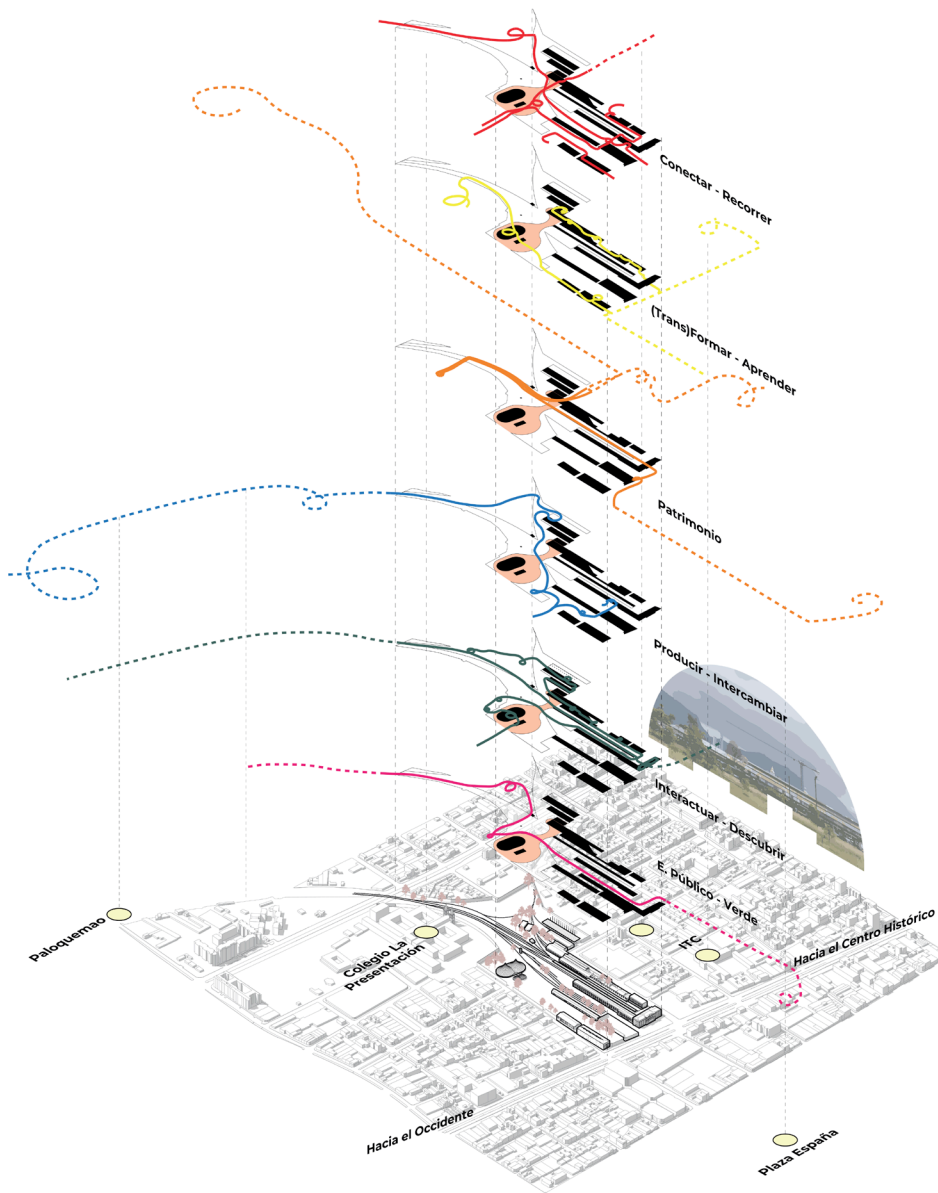 Conectar - Recorrer
(Trans)Formar - Aprender
Patrimonio
Producir - Intercambiar
Interactuar - Descubrir
E. Público - Verde
Paloquemao
Colegio La
Presentación
ITC
Hacia el Centro Histórico
Hacia el Occidente
Plaza España